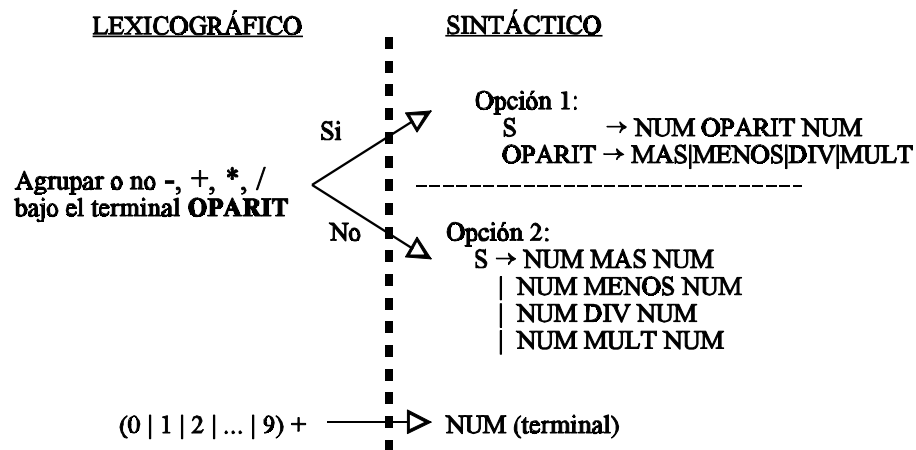 LEXICOGRÁFICO
SINTÁCTICO
Si
Opción 1:
S → NUM OPARIT NUM
OPARIT → MAS|MENOS|DIV|MULT
Agrupar o no -, +, *, /
bajo el terminal OPARIT
No
Opción 2:
S → NUM MAS NUM
| NUM MENOS NUM
| NUM DIV NUM
| NUM MULT NUM
(0 | 1 | 2 | ... | 9) +
NUM (terminal)